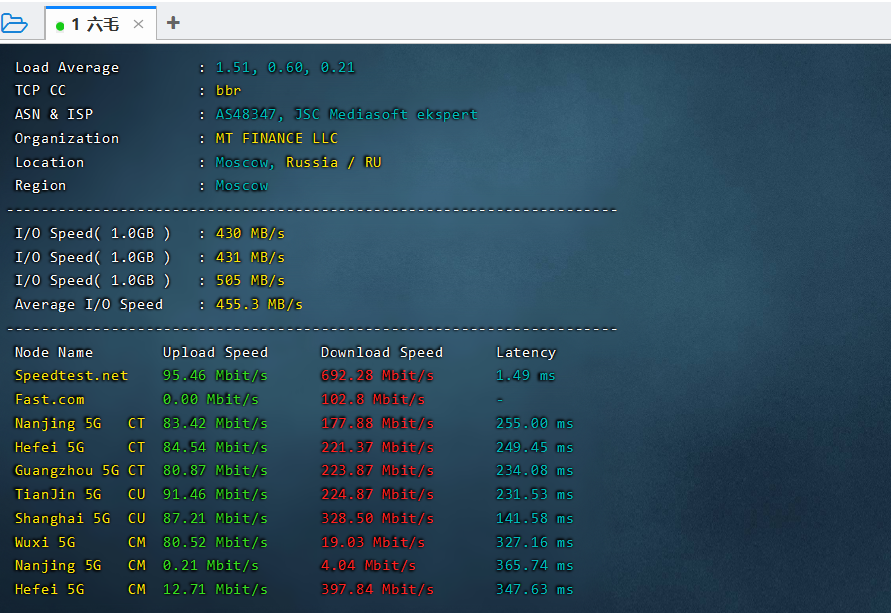 1 六毛 × +
Load Average : 1.51, 0.60, 0.21
TCP CC : bbr
ASN & ISP : AS48347, JSC Mediasoft ekspert
Organization : MT FINANCE LLC
Location : Moscow, Russia / RU
Region : Moscow
----------------------------------------------------------------------
I/O Speed( 1.0GB ) : 430 MB/s
I/O Speed( 1.0GB ) : 431 MB/s
I/O Speed( 1.0GB ) : 505 MB/s
Average I/O Speed : 455.3 MB/s
----------------------------------------------------------------------
Node Name Upload Speed Download Speed Latency
Speedtest.net 95.46 Mbit/s 692.28 Mbit/s 1.49 ms
Fast.com 0.00 Mbit/s 102.8 Mbit/s -
Nanjing 5G CT 83.42 Mbit/s 177.88 Mbit/s 255.00 ms
Hefei 5G CT 84.54 Mbit/s 221.37 Mbit/s 249.45 ms
Guangzhou 5G CT 80.87 Mbit/s 223.87 Mbit/s 234.08 ms
TianJin 5G CU 91.46 Mbit/s 224.87 Mbit/s 231.53 ms
Shanghai 5G CU 87.21 Mbit/s 328.50 Mbit/s 141.58 ms
Wuxi 5G CM 80.52 Mbit/s 19.03 Mbit/s 327.16 ms
Nanjing 5G CM 0.21 Mbit/s 4.04 Mbit/s 365.74 ms
Hefei 5G CM 12.71 Mbit/s 397.84 Mbit/s 347.63 ms